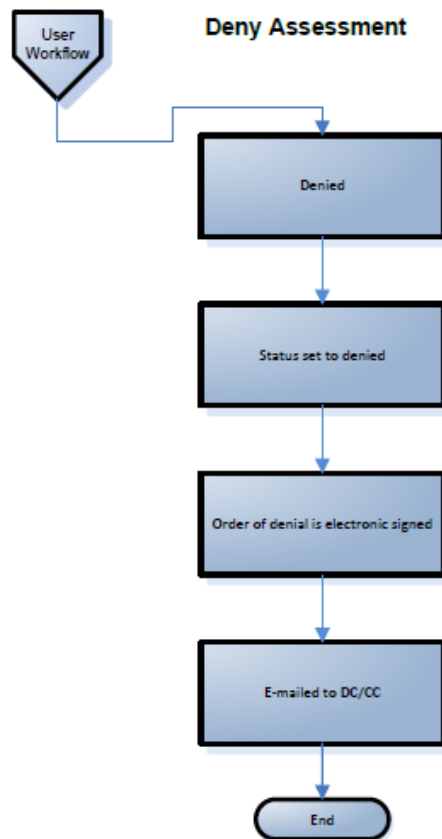 User
Workflow
Deny Assessment
Denied
Status set to denied
Order of denial is electronic signed
E-mailed to DC/CC
End